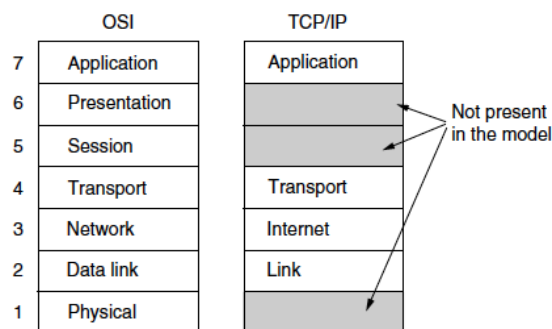 OSI TCP/IP
7 Application Application
6 Presentation
5 Session
Not present
in the model
4 Transport Transport
3 Network Internet
2 Data link Link
1 Physical